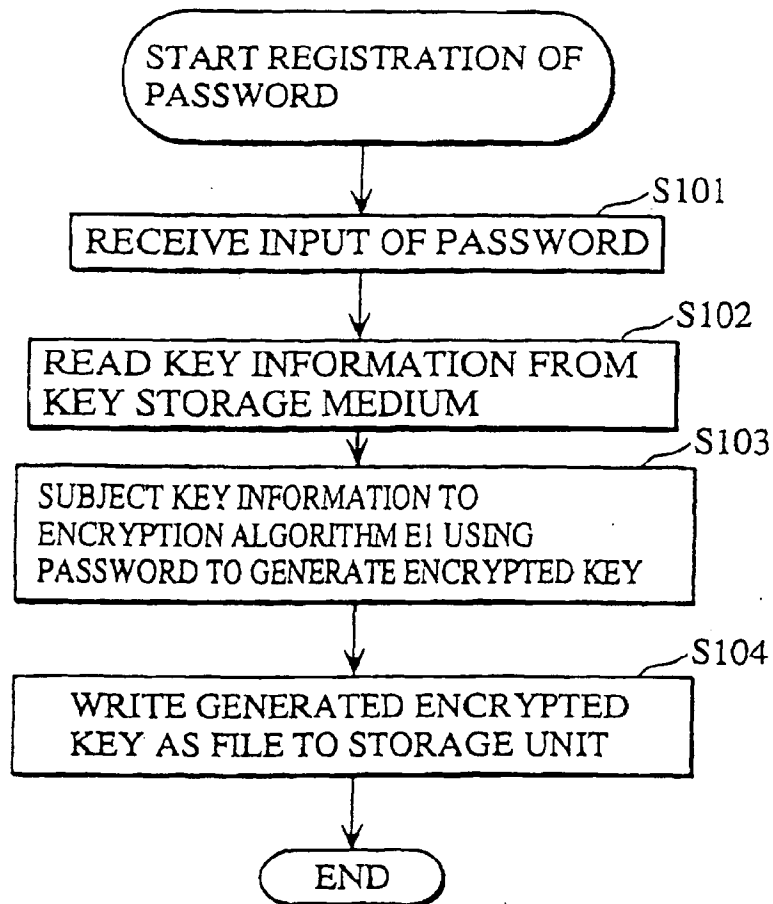 START REGISTRATION OF
PASSWORD
S101
RECEIVE INPUT OF PASSWORD
S102
READ KEY INFORMATION FROM
KEY STORAGE MEDIUM
S103
SUBJECT KEY INFORMATION TO
ENCRYPTION ALGORITHM E1 USING
PASSWORD TO GENERATE ENCRYPTED KEY
S104
WRITE GENERATED ENCRYPTED
KEY AS FILE TO STORAGE UNIT
END